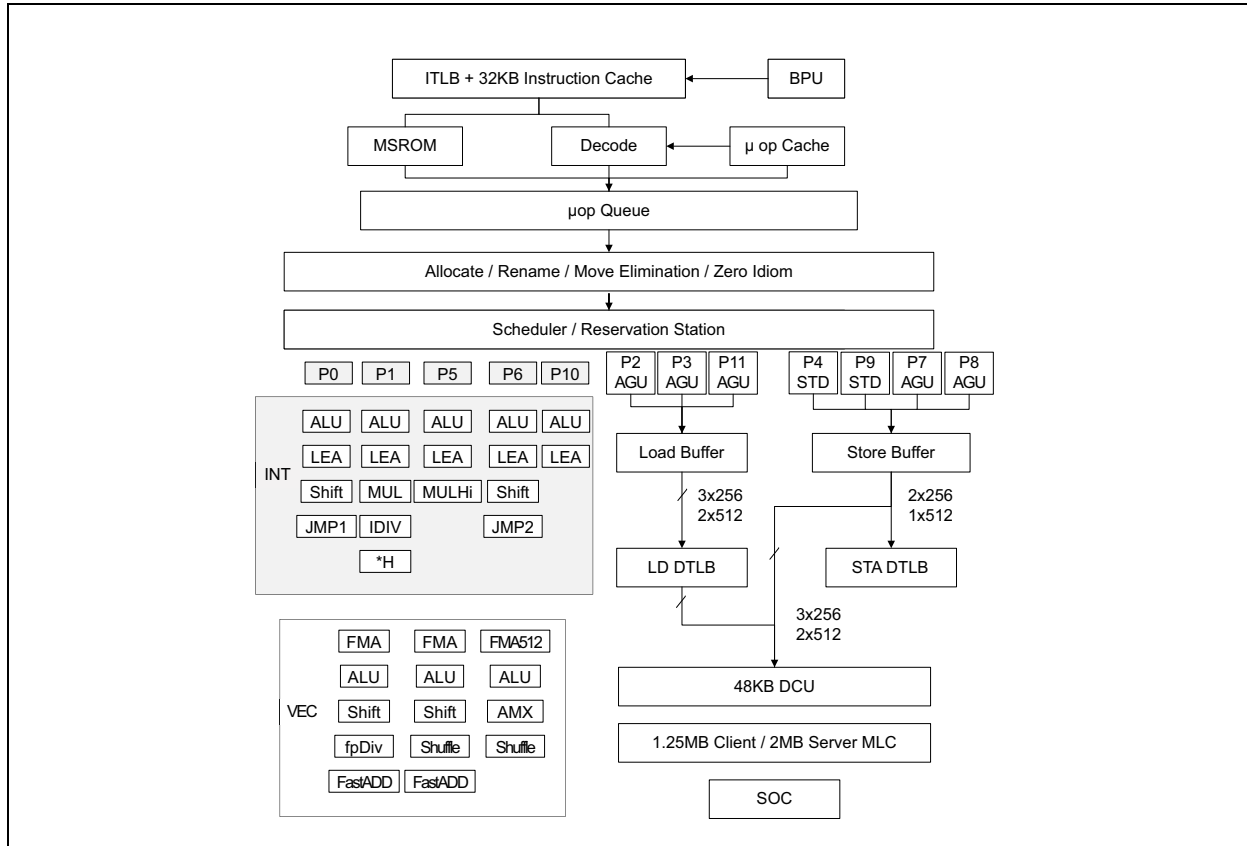 ITLB + 32KB Instruction Cache
BPU
MSROM
Decode
µ op Cache
µop Queue
Allocate / Rename / Move Elimination / Zero Idiom
Scheduler / Reservation Station
P0
P1
P5
P6
P10
P2
AGU
P3
AGU
P11
AGU
P4
STD
P9
STD
P7
AGU
P8
AGU
INT
ALU
ALU
ALU
ALU
ALU
LEA
LEA
LEA
LEA
LEA
Shift
MUL
MULHi
Shift
JMP1
IDIV
JMP2
*H
Load Buffer
Store Buffer
3x256
2x512
2x256
1x512
LD DTLB
STA DTLB
3x256
2x512
VEC
FMA
FMA
FMA512
ALU
ALU
ALU
Shift
Shift
AMX
fpDiv
Shuffle
Shuffle
FastADD
FastADD
48KB DCU
1.25MB Client / 2MB Server MLC
SOC